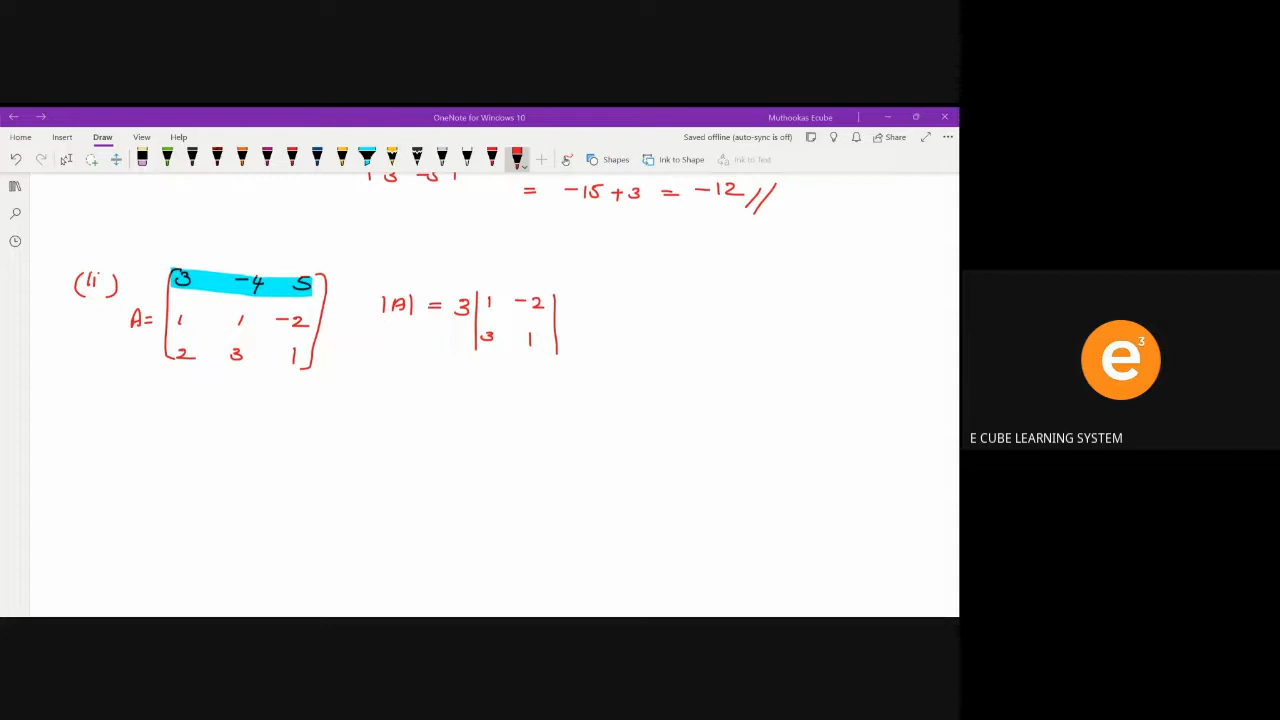 OneNote for Windows 10
Muthookas Ecube
Home Insert Draw View Help
Saved offline (auto-sync is off)
Share
Shapes
Ink to Shape
Ink to Text
= -15 + 3 = -12 //
(ii)
3 -4 5
A = 1 1 -2
2 3 1
|A| = 3 | 1 -2 |
| 3 1 |
e3
E CUBE LEARNING SYSTEM